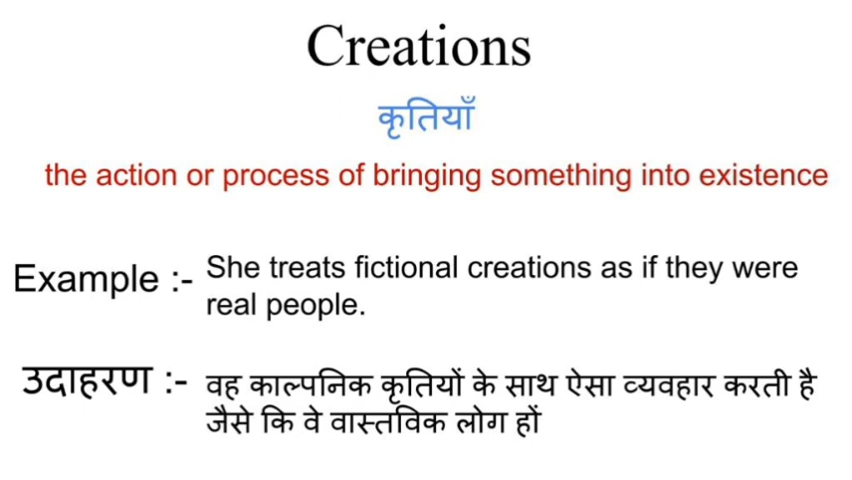 Creations
कृतियाँ
the action or process of bringing something into existence
Example :- She treats fictional creations as if they were
real people.
उदाहरण :- वह काल्पनिक कृतियों के साथ ऐसा व्यवहार करती है
जैसे कि वे वास्तविक लोग हों